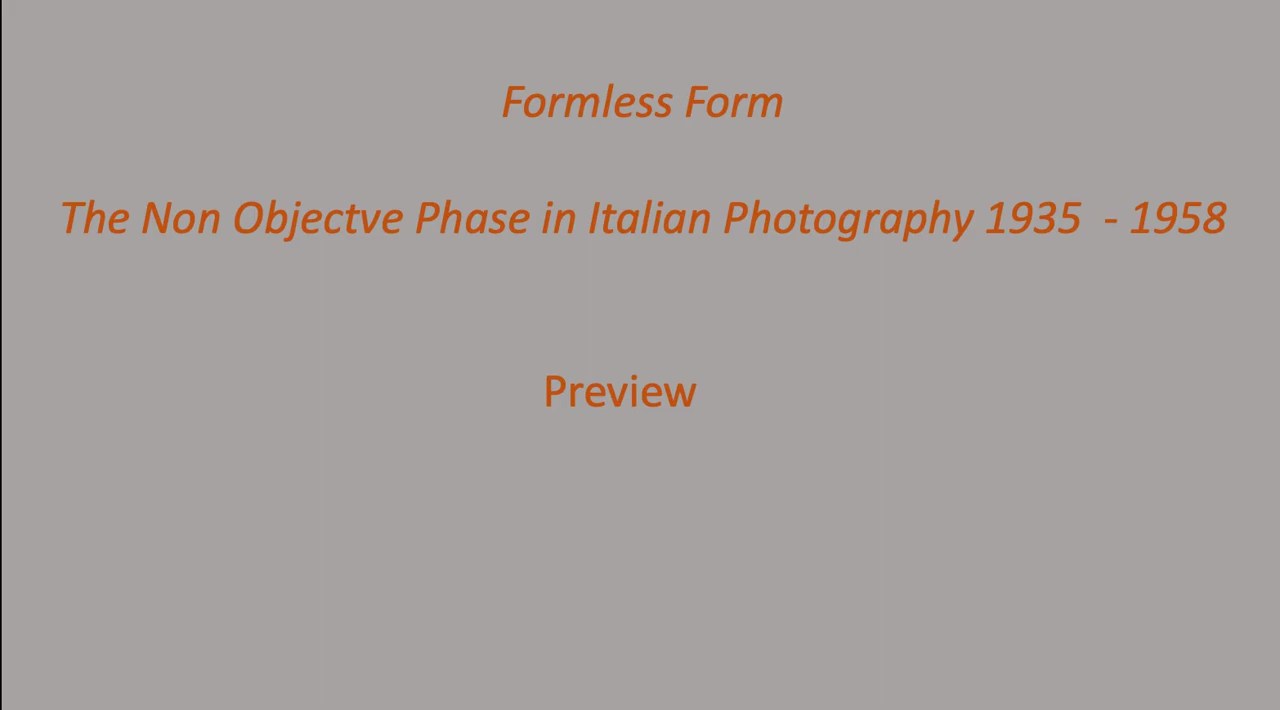 Formless Form
The Non Objectve Phase in Italian Photography 1935 - 1958
Preview